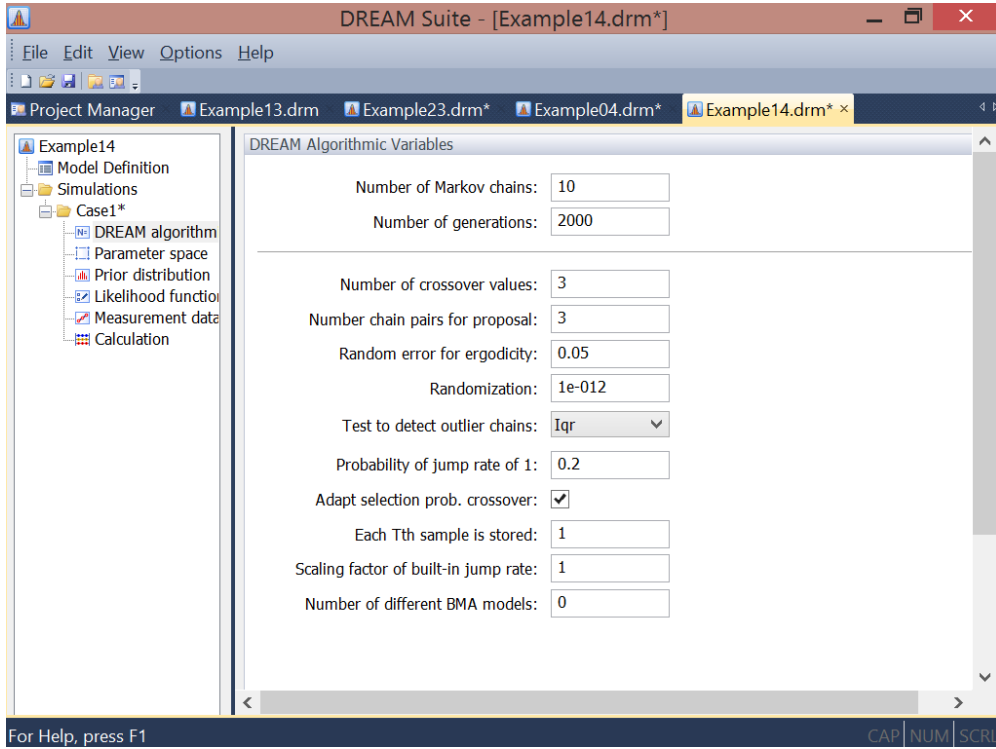 DREAM Suite - [Example14.drm*]
File Edit View Options Help
Project Manager Example13.drm Example23.drm* Example04.drm* Example14.drm*
Example14
Model Definition
Simulations
Case1*
DREAM algorithm
Parameter space
Prior distribution
Likelihood function
Measurement data
Calculation
DREAM Algorithmic Variables
Number of Markov chains: 10
Number of generations: 2000
Number of crossover values: 3
Number chain pairs for proposal: 3
Random error for ergodicity: 0.05
Randomization: 1e-012
Test to detect outlier chains: Iqr
Probability of jump rate of 1: 0.2
Adapt selection prob. crossover:
Each Tth sample is stored: 1
Scaling factor of built-in jump rate: 1
Number of different BMA models: 0
For Help, press F1
CAP NUM SCRL